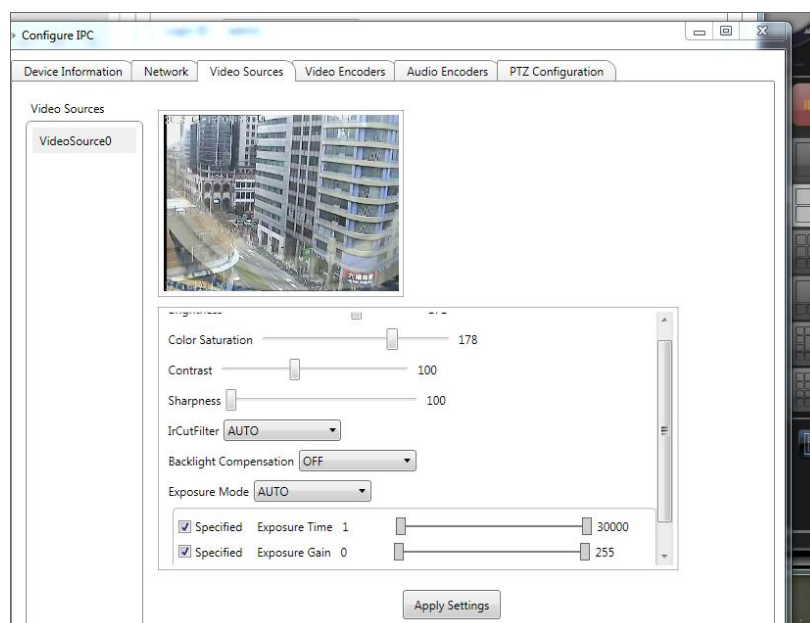 Configure IPC
Device Information Network Video Sources Video Encoders Audio Encoders PTZ Configuration
Video Sources
VideoSource0
Color Saturation 178
Contrast 100
Sharpness 100
IrCutFilter AUTO
Backlight Compensation OFF
Exposure Mode AUTO
Specified Exposure Time 1 30000
Specified Exposure Gain 0 255
Apply Settings